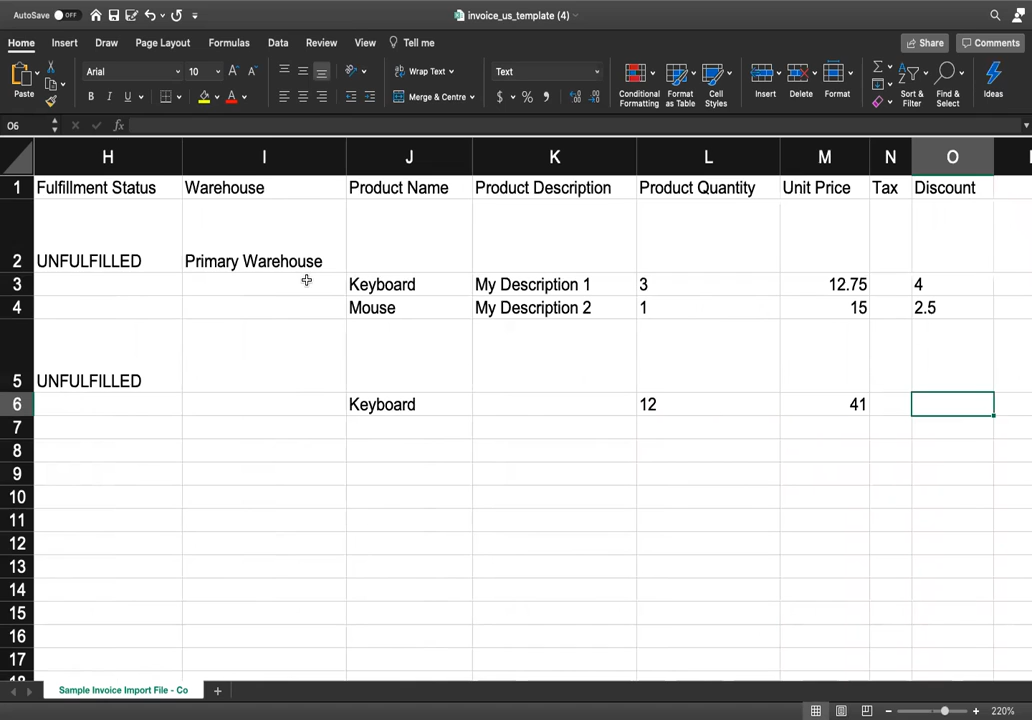 AutoSave OFF invoice_us_template (4)
Home Insert Draw Page Layout Formulas Data Review View Tell me Share Comments
Paste Arial 10 A A Wrap Text Text Conditional Formatting Format as Table Cell Styles Insert Delete Format Sort & Filter Find & Select Ideas
B I U A Merge & Centre $ %
O6 fx
H I J K L M N O
1 Fulfillment Status Warehouse Product Name Product Description Product Quantity Unit Price Tax Discount
2 UNFULFILLED Primary Warehouse
3 Keyboard My Description 1 3 12.75 4
4 Mouse My Description 2 1 15 2.5
5 UNFULFILLED
6 Keyboard 12 41
7
8
9
10
11
12
13
14
15
16
17
Sample Invoice Import File - Co +
220%